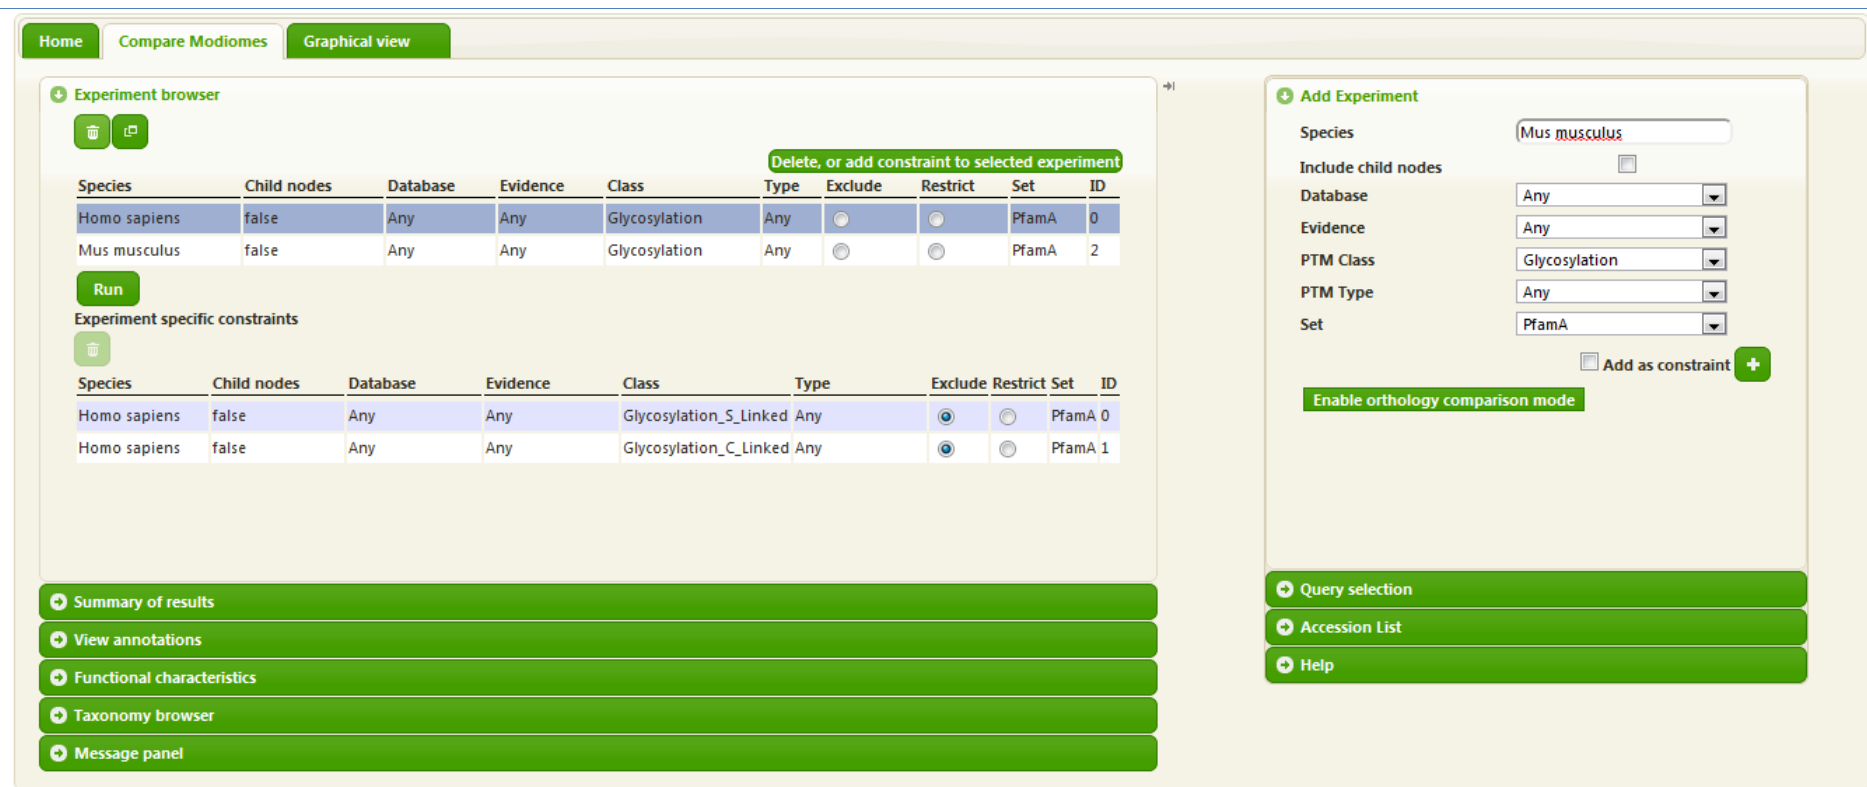 Home Compare Modiomes Graphical view
Experiment browser
Delete, or add constraint to selected experiment
Species Child nodes Database Evidence Class Type Exclude Restrict Set ID
Homo sapiens false Any Any Glycosylation Any PfamA 0
Mus musculus false Any Any Glycosylation Any PfamA 2
Run
Experiment specific constraints
Species Child nodes Database Evidence Class Type Exclude Restrict Set ID
Homo sapiens false Any Any Glycosylation_S_Linked Any PfamA 0
Homo sapiens false Any Any Glycosylation_C_Linked Any PfamA 1
Summary of results
View annotations
Functional characteristics
Taxonomy browser
Message panel
Add Experiment
Species Mus musculus
Include child nodes
Database Any
Evidence Any
PTM Class Glycosylation
PTM Type Any
Set PfamA
Add as constraint
Enable orthology comparison mode
Query selection
Accession List
Help